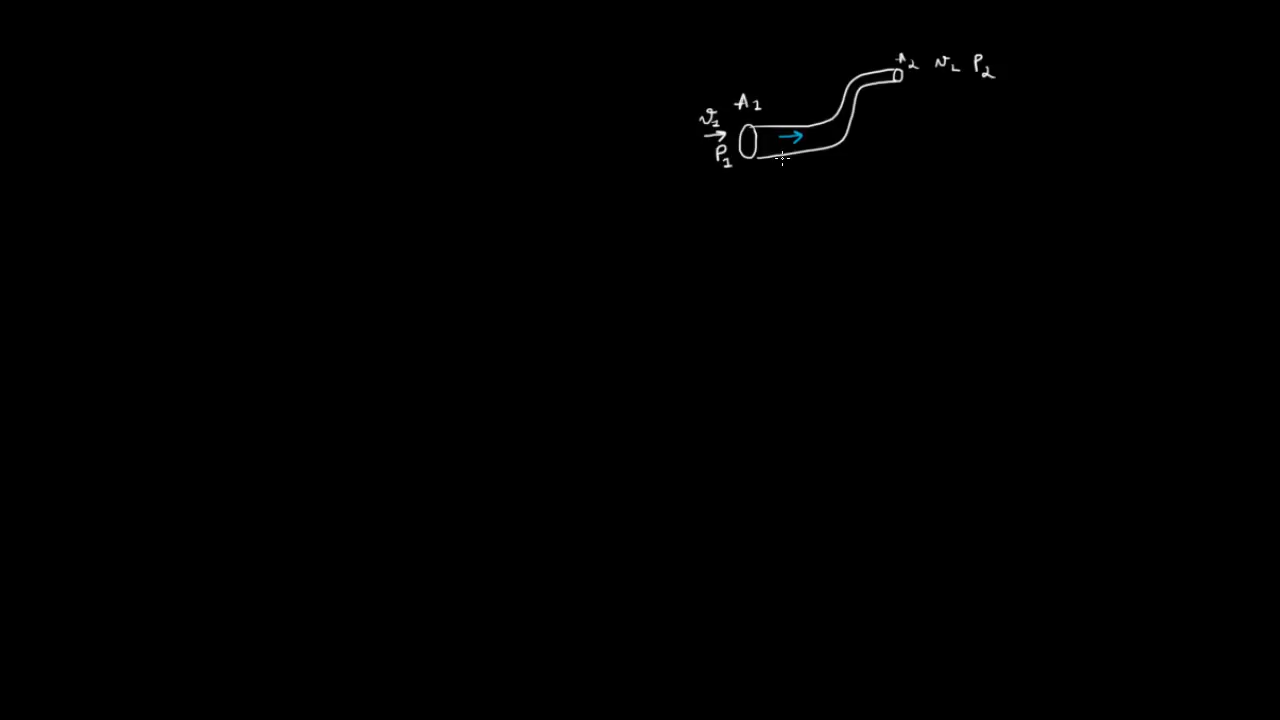 A₂ v₂ P₂
A₁
v₁
P₁